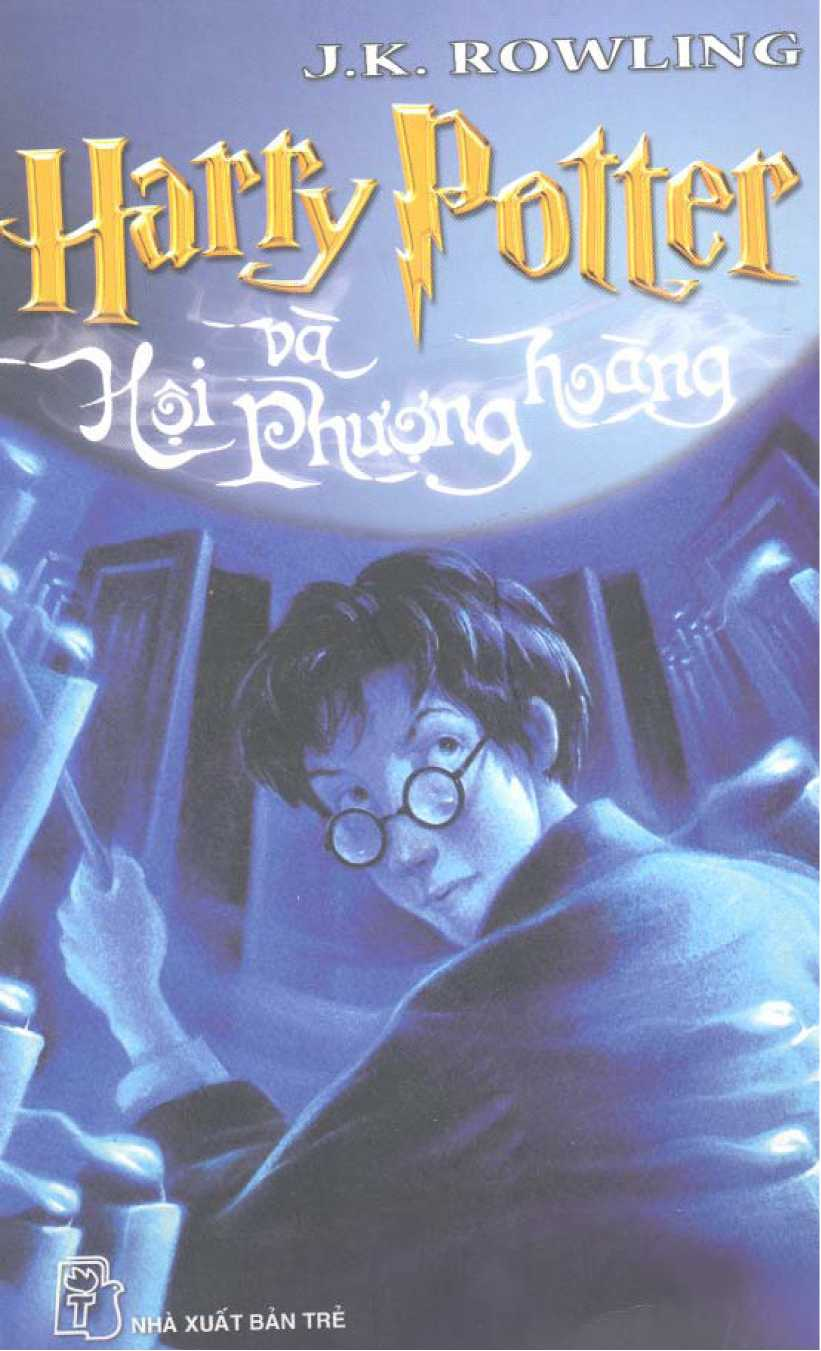 J.K. ROWLING
Harry Potter
và
Hội Phượng hoàng
T
NHÀ XUẤT BẢN TRẺ